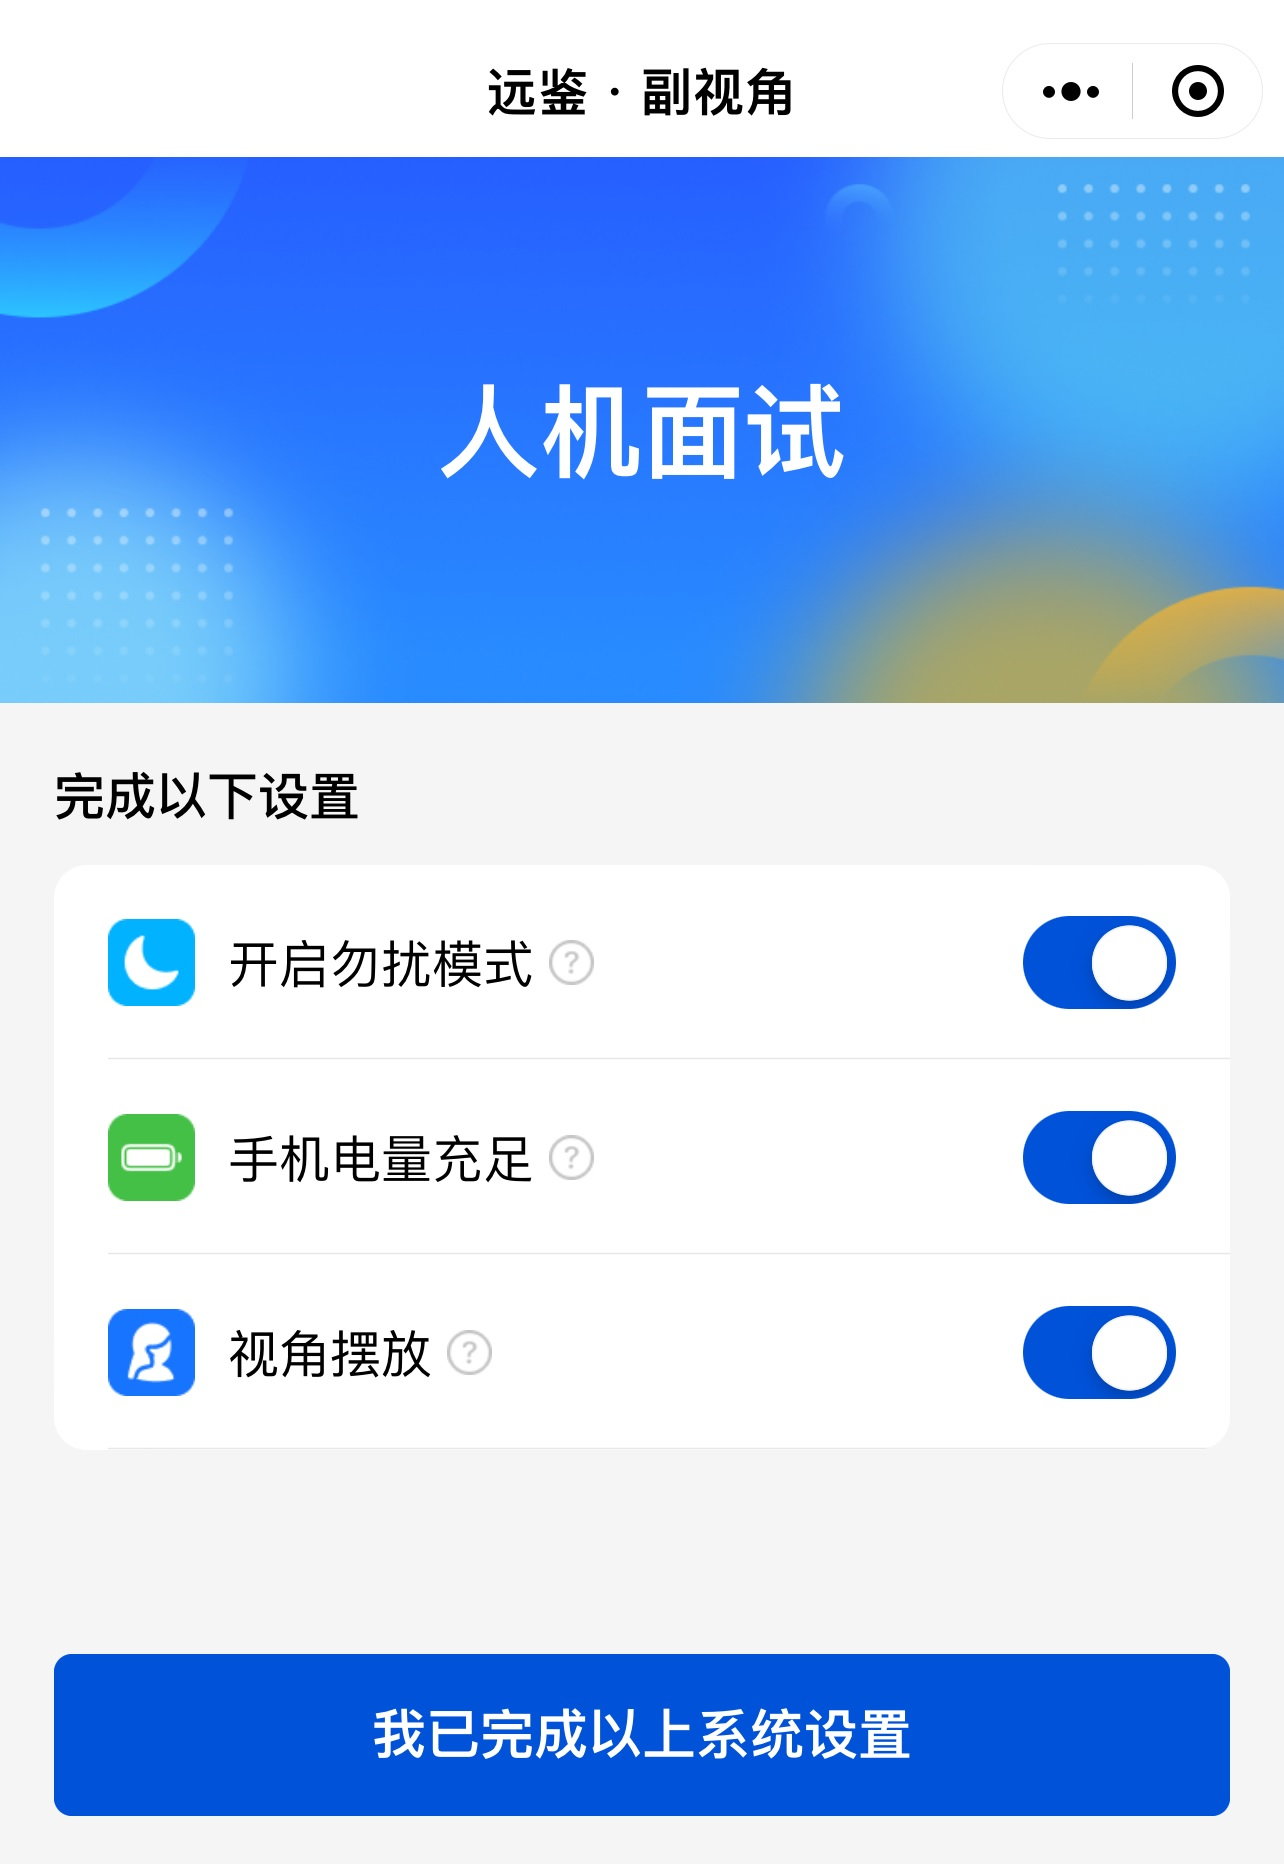 远鉴 · 副视角
人机面试
完成以下设置
开启勿扰模式 ?
手机电量充足 ?
视角摆放 ?
我已完成以上系统设置